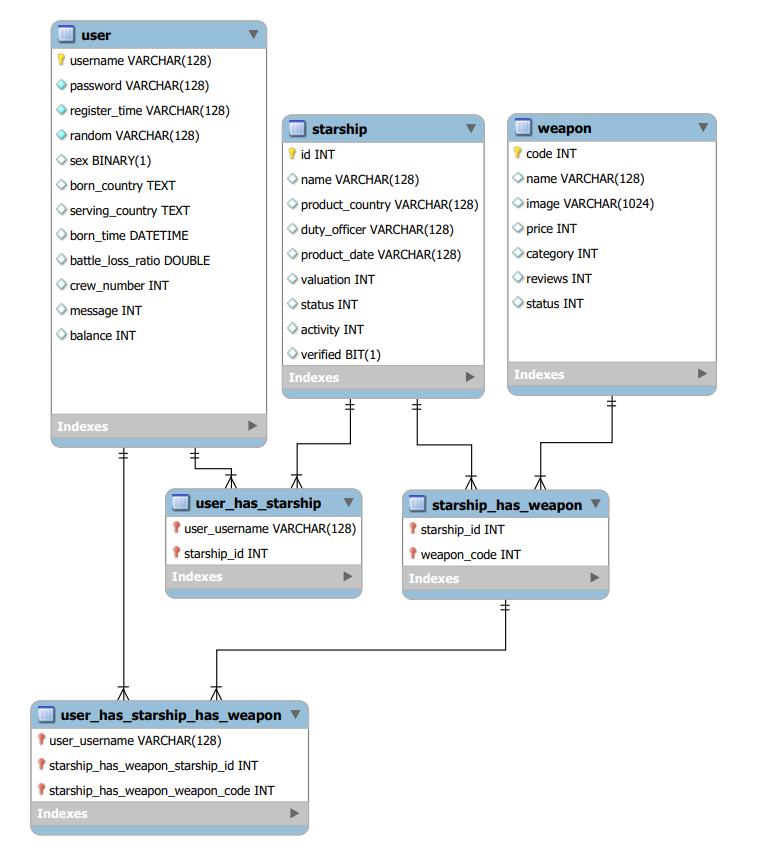 user
username VARCHAR(128)
password VARCHAR(128)
register_time VARCHAR(128)
random VARCHAR(128)
sex BINARY(1)
born_country TEXT
serving_country TEXT
born_time DATETIME
battle_loss_ratio DOUBLE
crew_number INT
message INT
balance INT
Indexes
starship
id INT
name VARCHAR(128)
product_country VARCHAR(128)
duty_officer VARCHAR(128)
product_date VARCHAR(128)
valuation INT
status INT
activity INT
verified BIT(1)
Indexes
weapon
code INT
name VARCHAR(128)
image VARCHAR(1024)
price INT
category INT
reviews INT
status INT
Indexes
user_has_starship
user_username VARCHAR(128)
starship_id INT
Indexes
starship_has_weapon
starship_id INT
weapon_code INT
Indexes
user_has_starship_has_weapon
user_username VARCHAR(128)
starship_has_weapon_starship_id INT
starship_has_weapon_weapon_code INT
Indexes